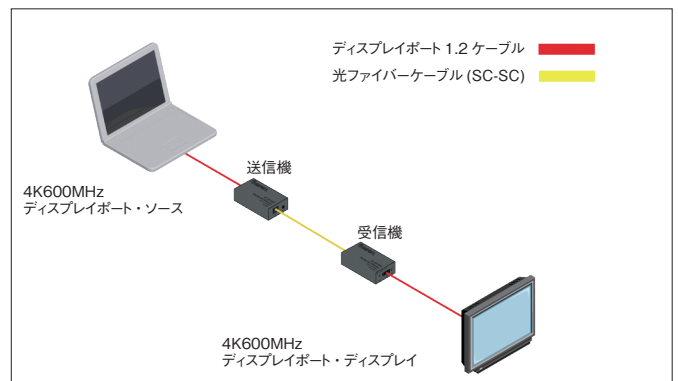 ディスプレイポート 1.2 ケーブル
光ファイバーケーブル (SC-SC)
送信機
4K600MHz
ディスプレイポート・ソース
受信機
4K600MHz
ディスプレイポート・ディスプレイ